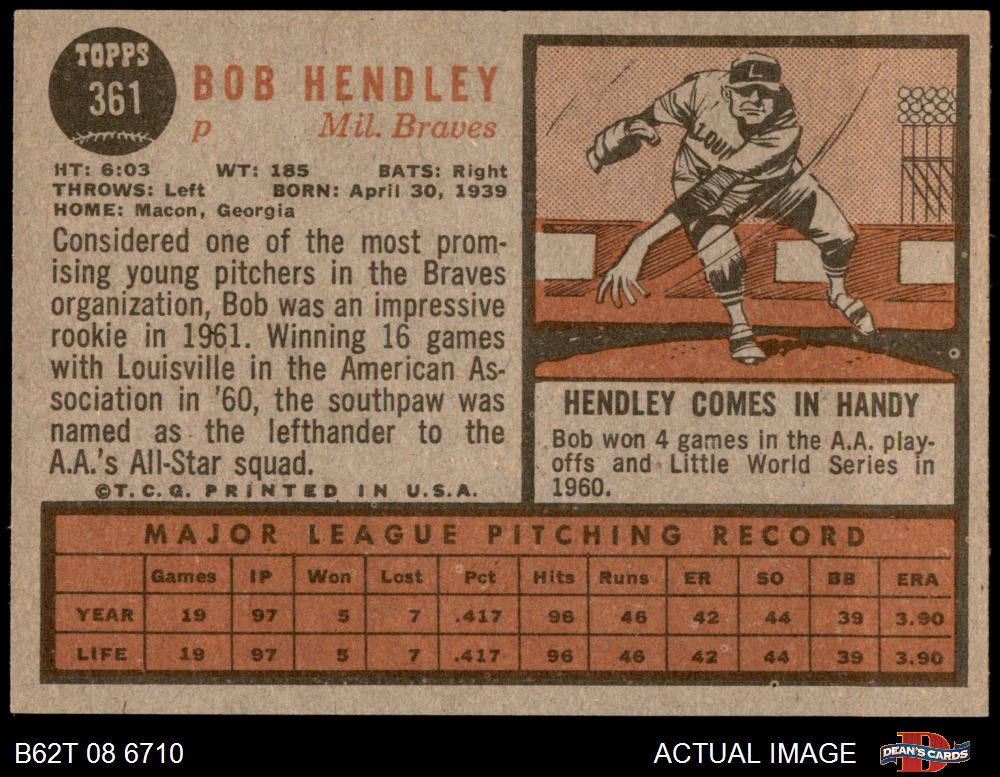 TOPPS
361
BOB HENDLEY
p Mil. Braves
HT: 6:03 WT: 185 BATS: Right
THROWS: Left BORN: April 30, 1939
HOME: Macon, Georgia
Considered one of the most prom-
ising young pitchers in the Braves
organization, Bob was an impressive
rookie in 1961. Winning 16 games
with Louisville in the American As-
sociation in '60, the southpaw was
named as the lefthander to the
A.A.'s All-Star squad.
©T.C.G. PRINTED IN U.S.A.
L
LOUI
HENDLEY COMES IN HANDY
Bob won 4 games in the A.A. play-
offs and Little World Series in
1960.
MAJOR LEAGUE PITCHING RECORD
Games IP Won Lost Pct Hits Runs ER SO BB ERA
YEAR 19 97 5 7 .417 96 46 42 44 39 3.90
LIFE 19 97 5 7 .417 96 46 42 44 39 3.90
B62T 08 6710 ACTUAL IMAGE DEAN'S CARDS